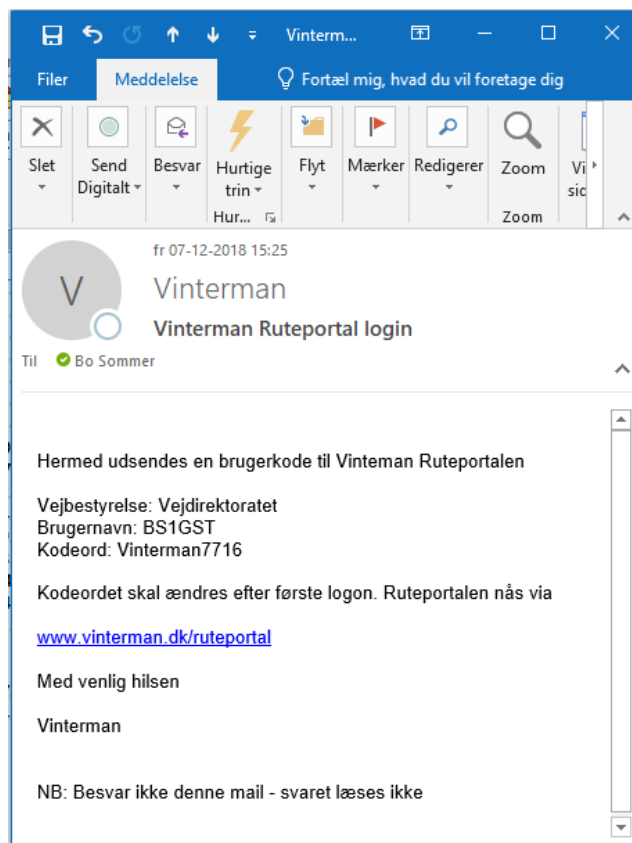 Vinterm...
Filer Meddelelse Fortæl mig, hvad du vil foretage dig
Slet Send Digitalt Besvar Hurtige trin Flyt Mærker Redigerer Zoom
Hur... Zoom
fr 07-12-2018 15:25
V Vinterman
Vinterman Ruteportal login
Til Bo Sommer
Hermed udsendes en brugerkode til Vinteman Ruteportalen
Vejbestyrelse: Vejdirektoratet
Brugernavn: BS1GST
Kodeord: Vinterman7716
Kodeordet skal ændres efter første logon. Ruteportalen nås via
www.vinterman.dk/ruteportal
Med venlig hilsen
Vinterman
NB: Besvar ikke denne mail - svaret læses ikke